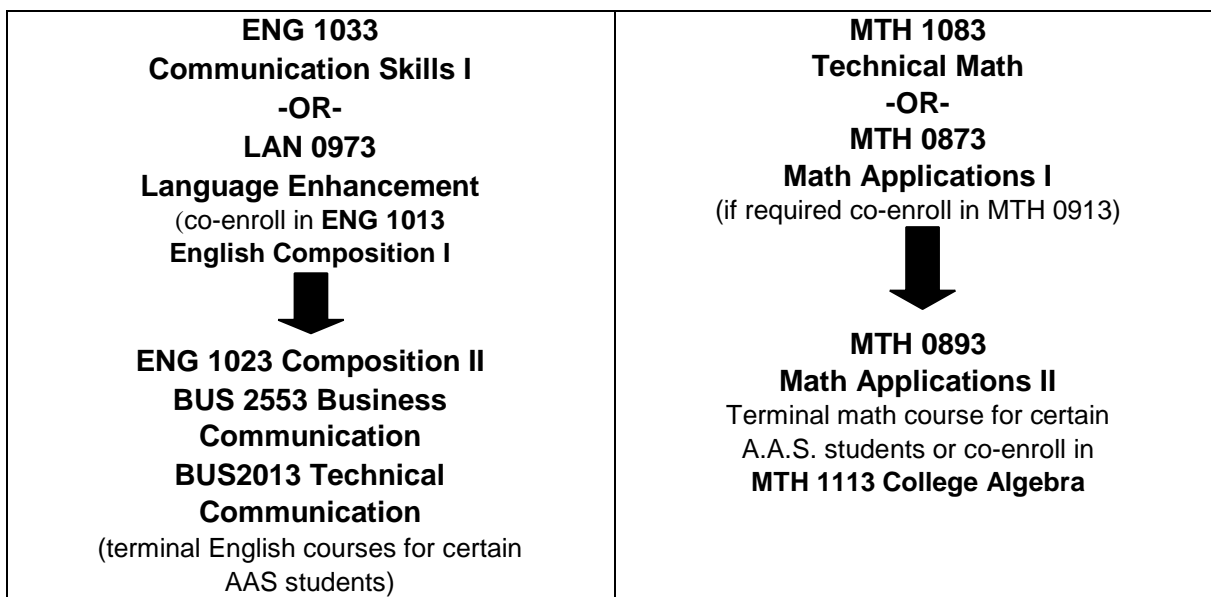 ENG 1033
Communication Skills I
-OR-
LAN 0973
Language Enhancement
(co-enroll in ENG 1013
English Composition I
ENG 1023 Composition II
BUS 2553 Business
Communication
BUS2013 Technical
Communication
(terminal English courses for certain
AAS students)
MTH 1083
Technical Math
-OR-
MTH 0873
Math Applications I
(if required co-enroll in MTH 0913)
MTH 0893
Math Applications II
Terminal math course for certain
A.A.S. students or co-enroll in
MTH 1113 College Algebra